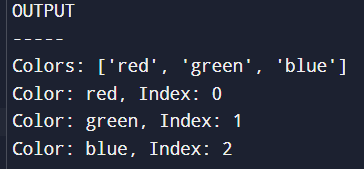 OUTPUT
-----
Colors: ['red', 'green', 'blue']
Color: red, Index: 0
Color: green, Index: 1
Color: blue, Index: 2